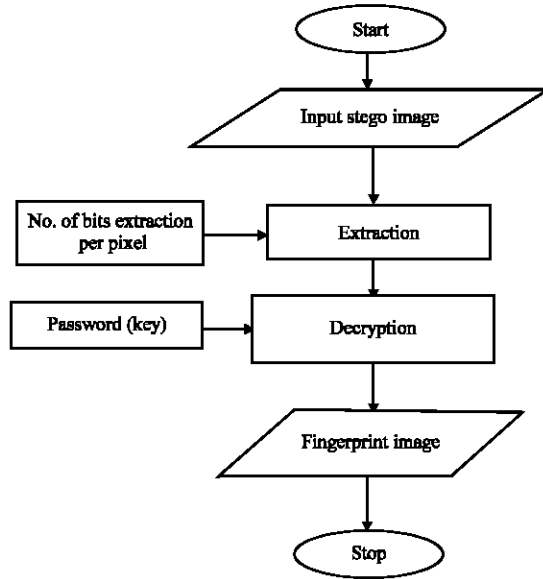 Start
Input stego image
No. of bits extraction
per pixel
Extraction
Password (key)
Decryption
Fingerprint image
Stop